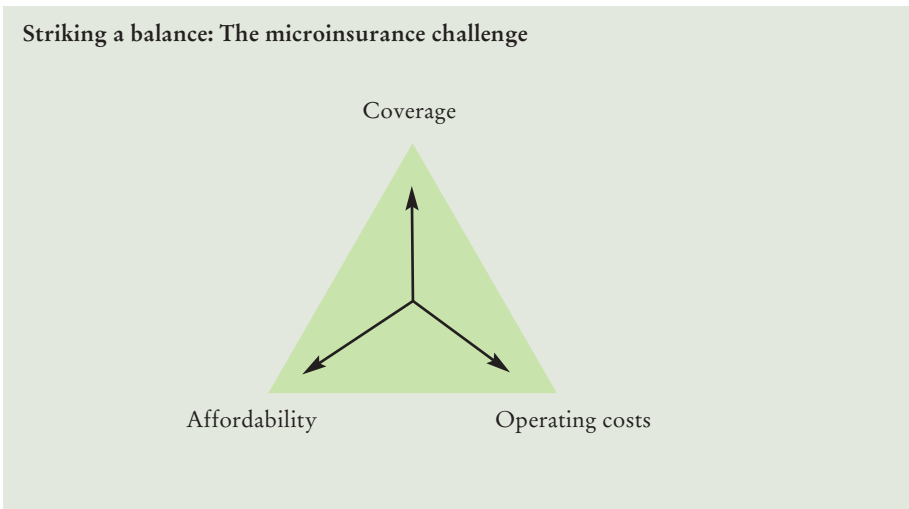 Striking a balance: The microinsurance challenge
Coverage
Affordability
Operating costs